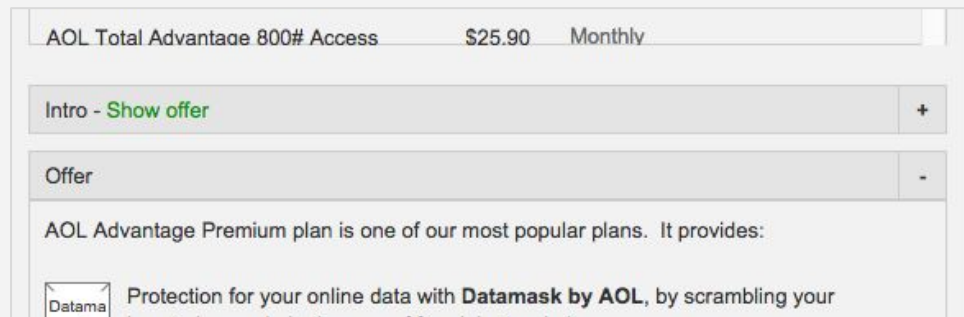 AOL Total Advantage 800# Access $25.90 Monthly
Intro - Show offer +
Offer -
AOL Advantage Premium plan is one of our most popular plans. It provides:
Datama
Protection for your online data with Datamask by AOL, by scrambling your